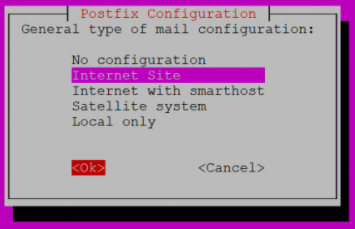 Postfix Configuration
General type of mail configuration:
No configuration
Internet Site
Internet with smarthost
Satellite system
Local only
<Ok> <Cancel>